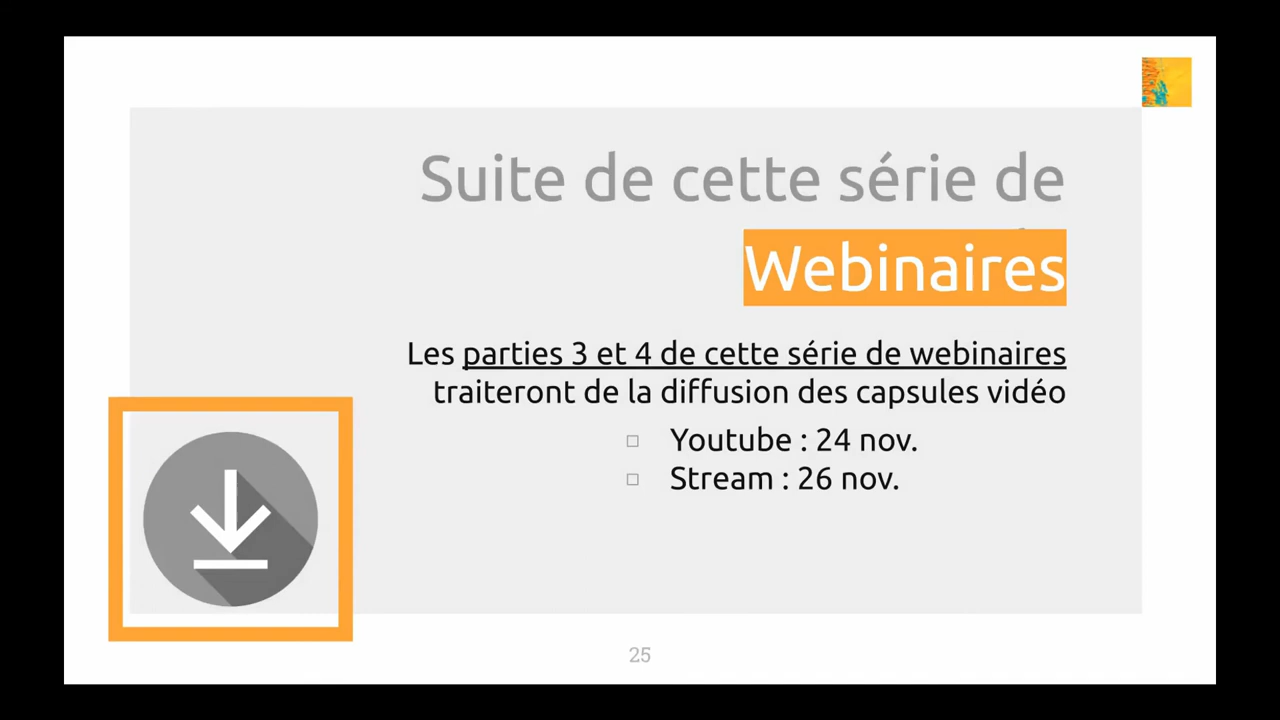 Suite de cette série de
Webinaires
Les parties 3 et 4 de cette série de webinaires
traiteront de la diffusion des capsules vidéo
□ Youtube : 24 nov.
□ Stream : 26 nov.
25